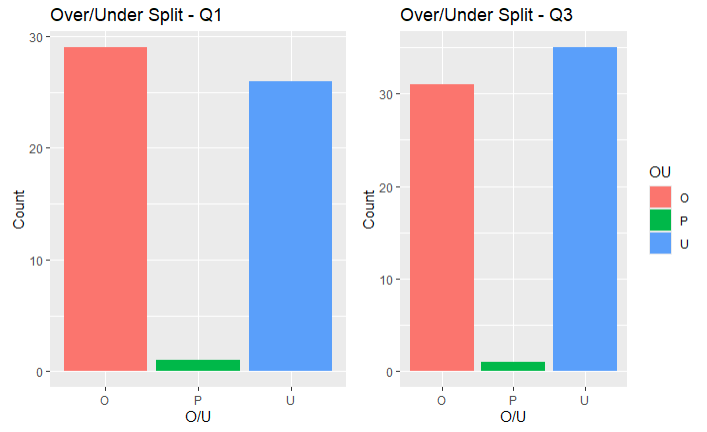 Over/Under Split - Q1
30
20
10
0
Count
O
P
U
O/U
Over/Under Split - Q3
30
20
10
0
Count
O
P
U
O/U
OU
O
P
U